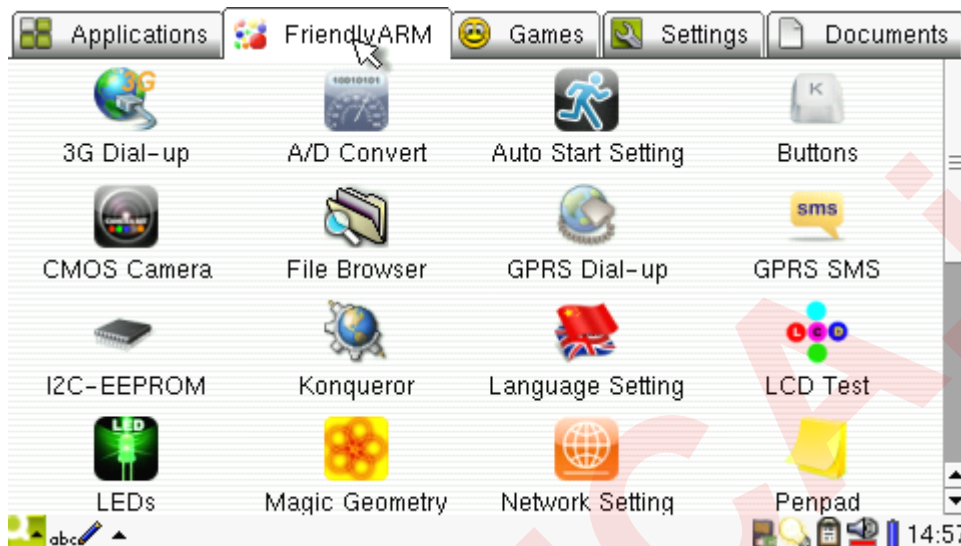 Applications FriendlyARM Games Settings Documents
3G
10010101
K
3G Dial-up A/D Convert Auto Start Setting Buttons
sms
CMOS Camera File Browser GPRS Dial-up GPRS SMS
L C D
I2C-EEPROM Konqueror Language Setting LCD Test
LED
LEDs Magic Geometry Network Setting Penpad
abc 14:57